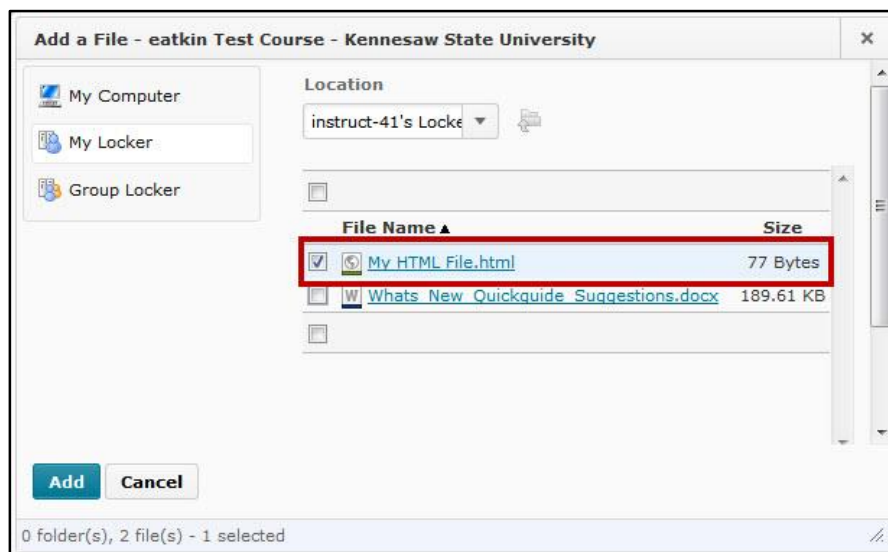 Add a File - eatkin Test Course - Kennesaw State University
My Computer
My Locker
Group Locker
Location
instruct-41's Locke
File Name Size
My HTML File.html 77 Bytes
Whats_New_Quickguide_Suggestions.docx 189.61 KB
Add Cancel
0 folder(s), 2 file(s) - 1 selected